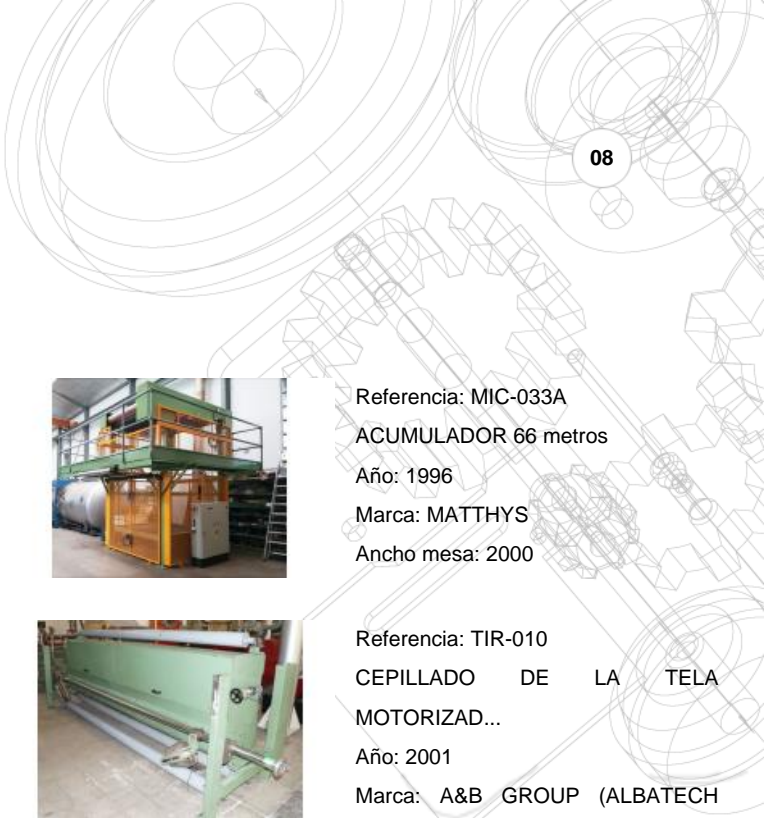 08
Referencia: MIC-033A
ACUMULADOR 66 metros
Año: 1996
Marca: MATTHYS
Ancho mesa: 2000
Referencia: TIR-010
CEPILLADO DE LA TELA
MOTORIZAD...
Año: 2001
Marca: A&B GROUP (ALBATECH